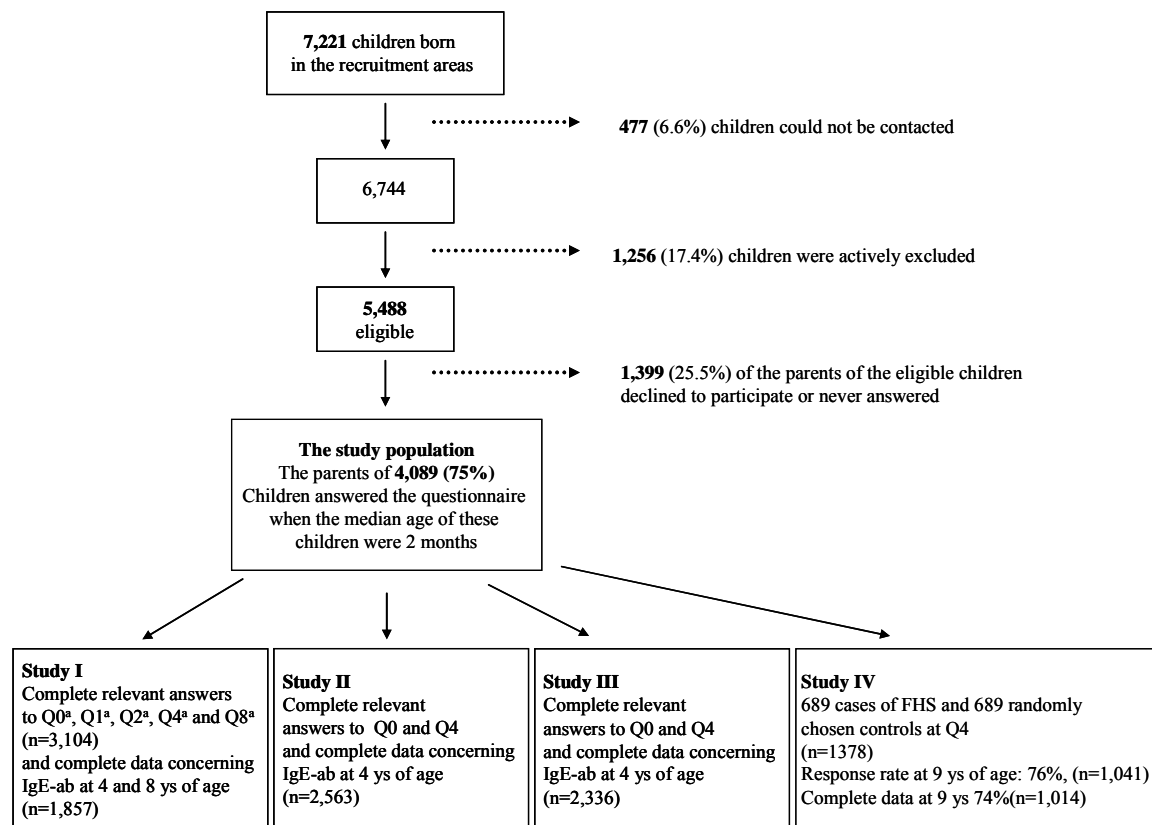 7,221 children born
in the recruitment areas
477 (6.6%) children could not be contacted
6,744
1,256 (17.4%) children were actively excluded
5,488
eligible
1,399 (25.5%) of the parents of the eligible children
declined to participate or never answered
The study population
The parents of 4,089 (75%)
Children answered the questionnaire
when the median age of these
children were 2 months
Study I
Complete relevant answers
to Q0ª, Q1ª, Q2ª, Q4ª and Q8ª
(n=3,104)
and complete data concerning
IgE-ab at 4 and 8 ys of age
(n=1,857)
Study II
Complete relevant
answers to Q0 and Q4
and complete data concerning
IgE-ab at 4 ys of age
(n=2,563)
Study III
Complete relevant
answers to Q0 and Q4
and complete data concerning
IgE-ab at 4 ys of age
(n=2,336)
Study IV
689 cases of FHS and 689 randomly
chosen controls at Q4
(n=1378)
Response rate at 9 ys of age: 76%, (n=1,041)
Complete data at 9 ys 74%(n=1,014)